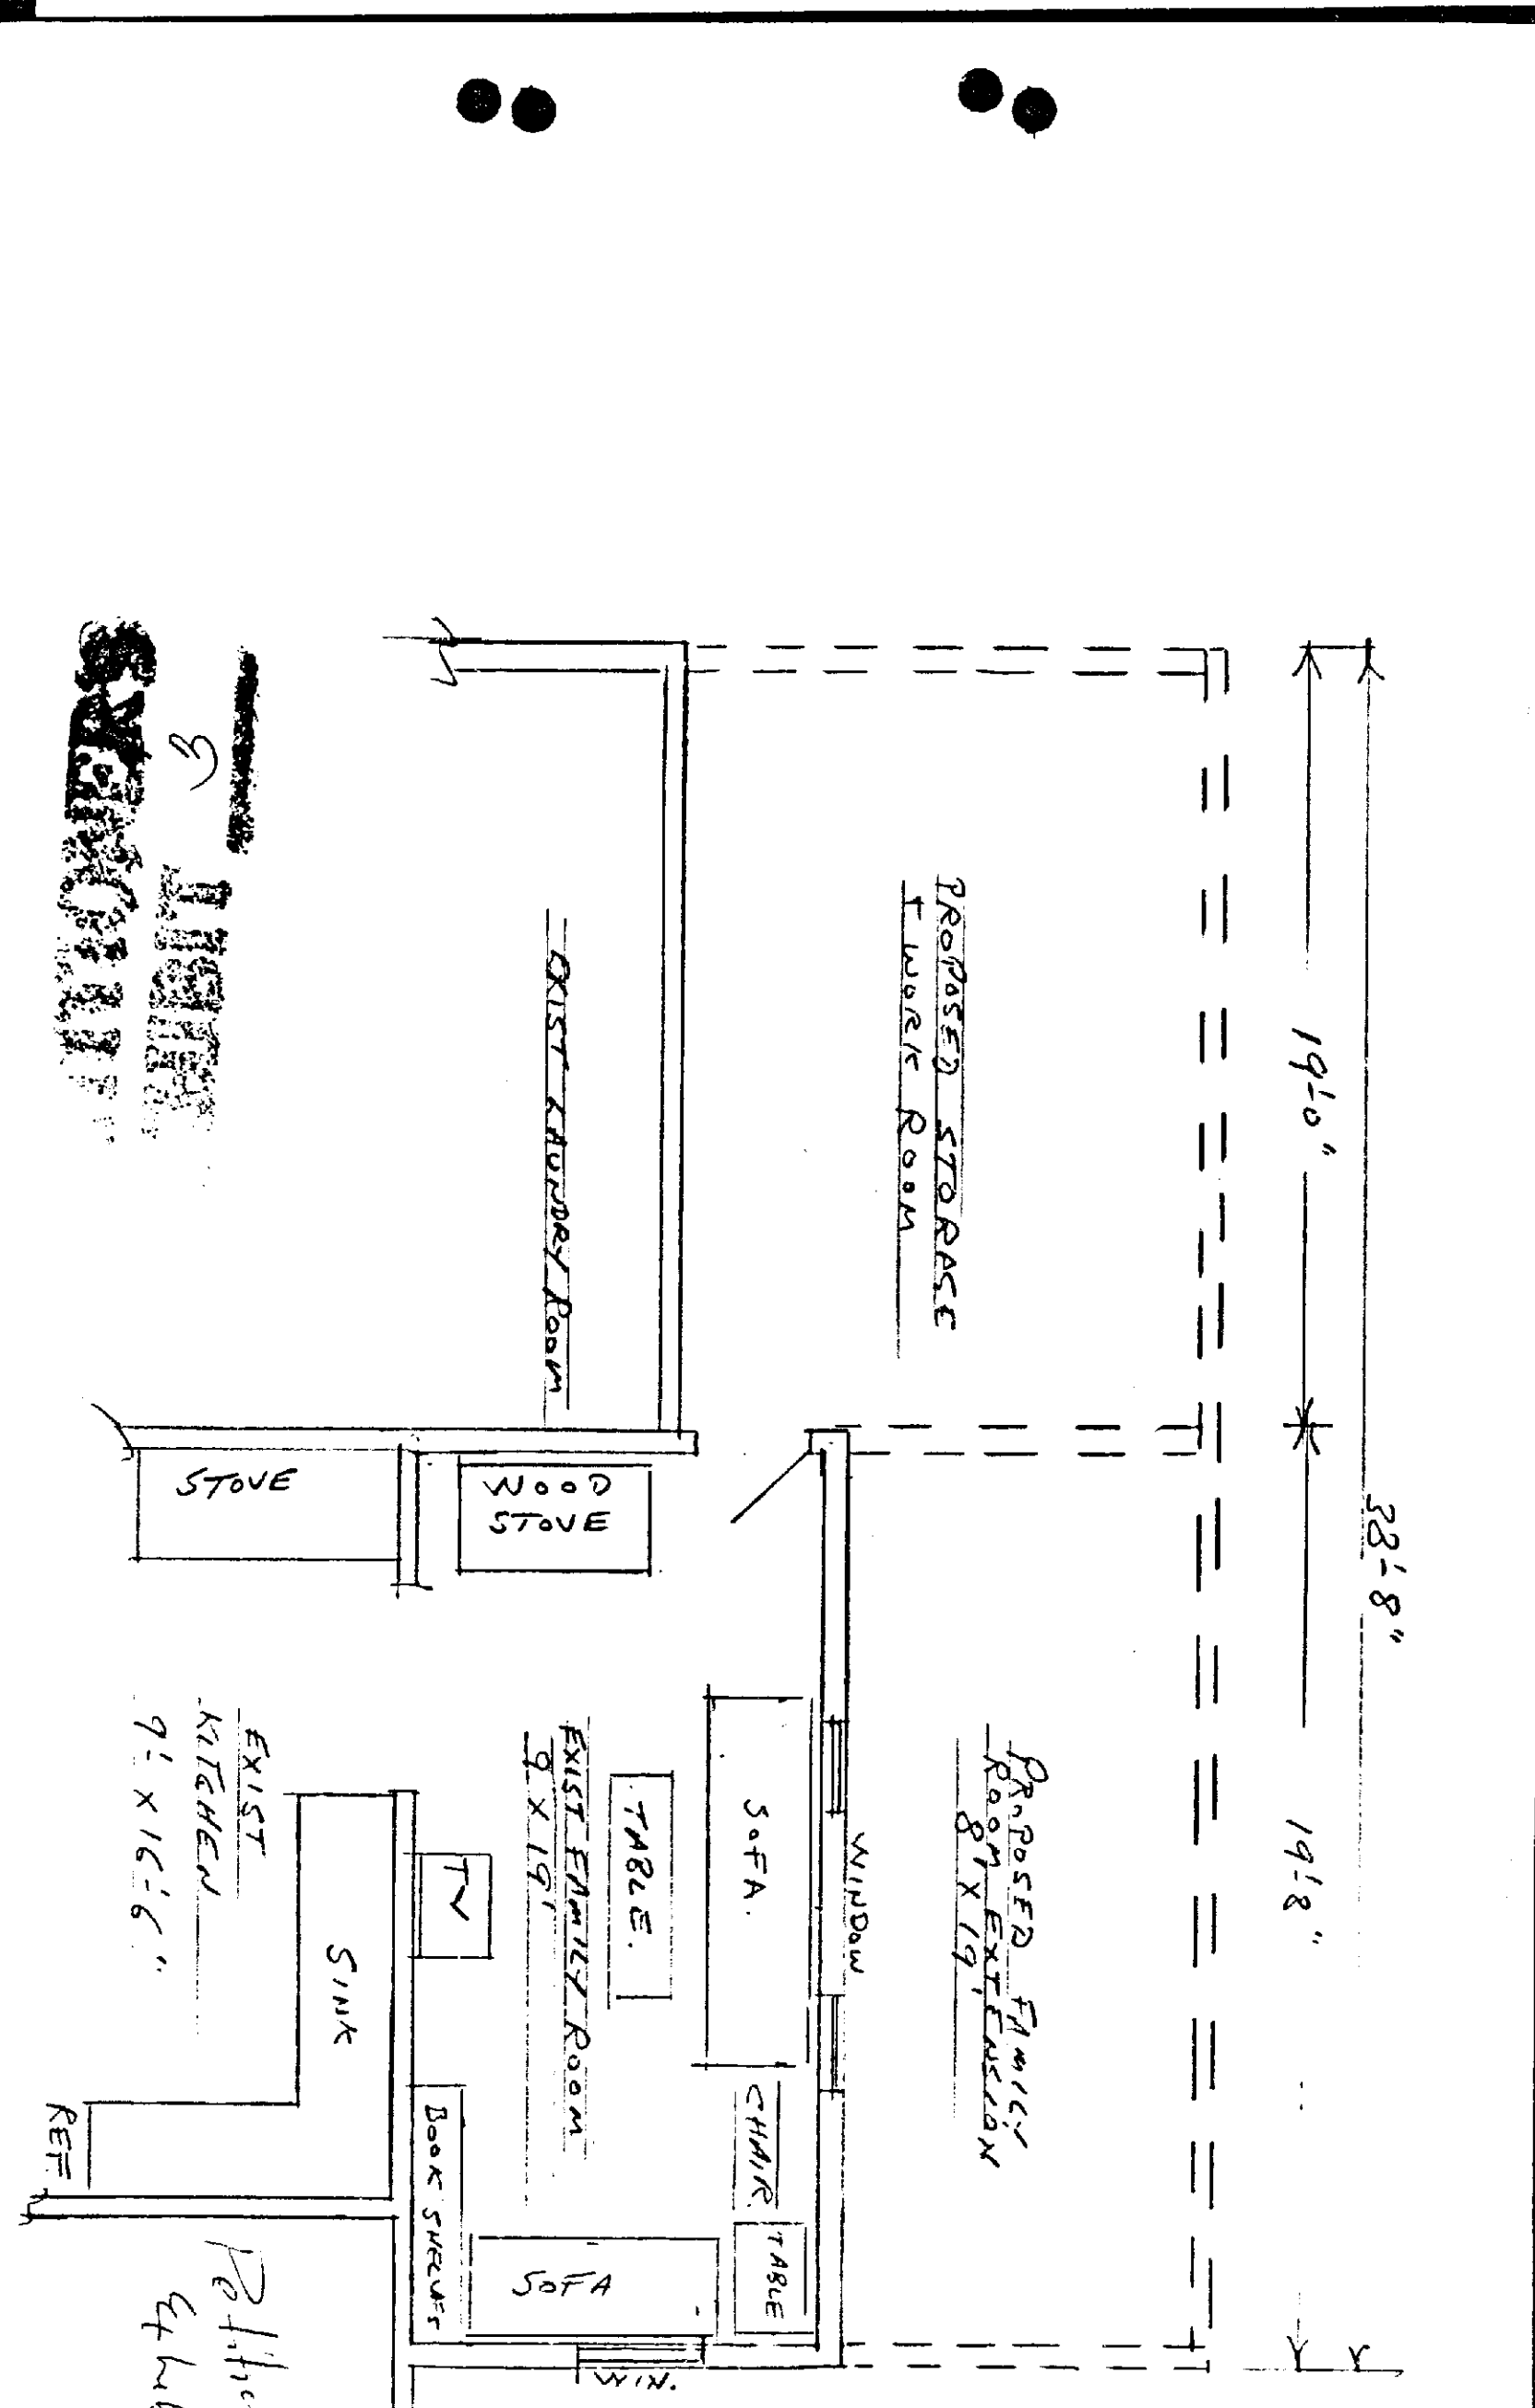 38'-8"
19'-0"
19'-8"
PROPOSED STORAGE
+ WORK ROOM
PROPOSED FAMILY
ROOM EXTENSION
8' X 19'
WINDOW
EXIST LAUNDRY ROOM
WOOD
STOVE
STOVE
SOFA.
CHAIR
TABLE
TABLE.
EXIST FAMILY ROOM
9 X 19'
SOFA
WIN.
TV
BOOK SHELVES
SINK
EXIST
KITCHEN
9'- X 16'-6"
REF
3